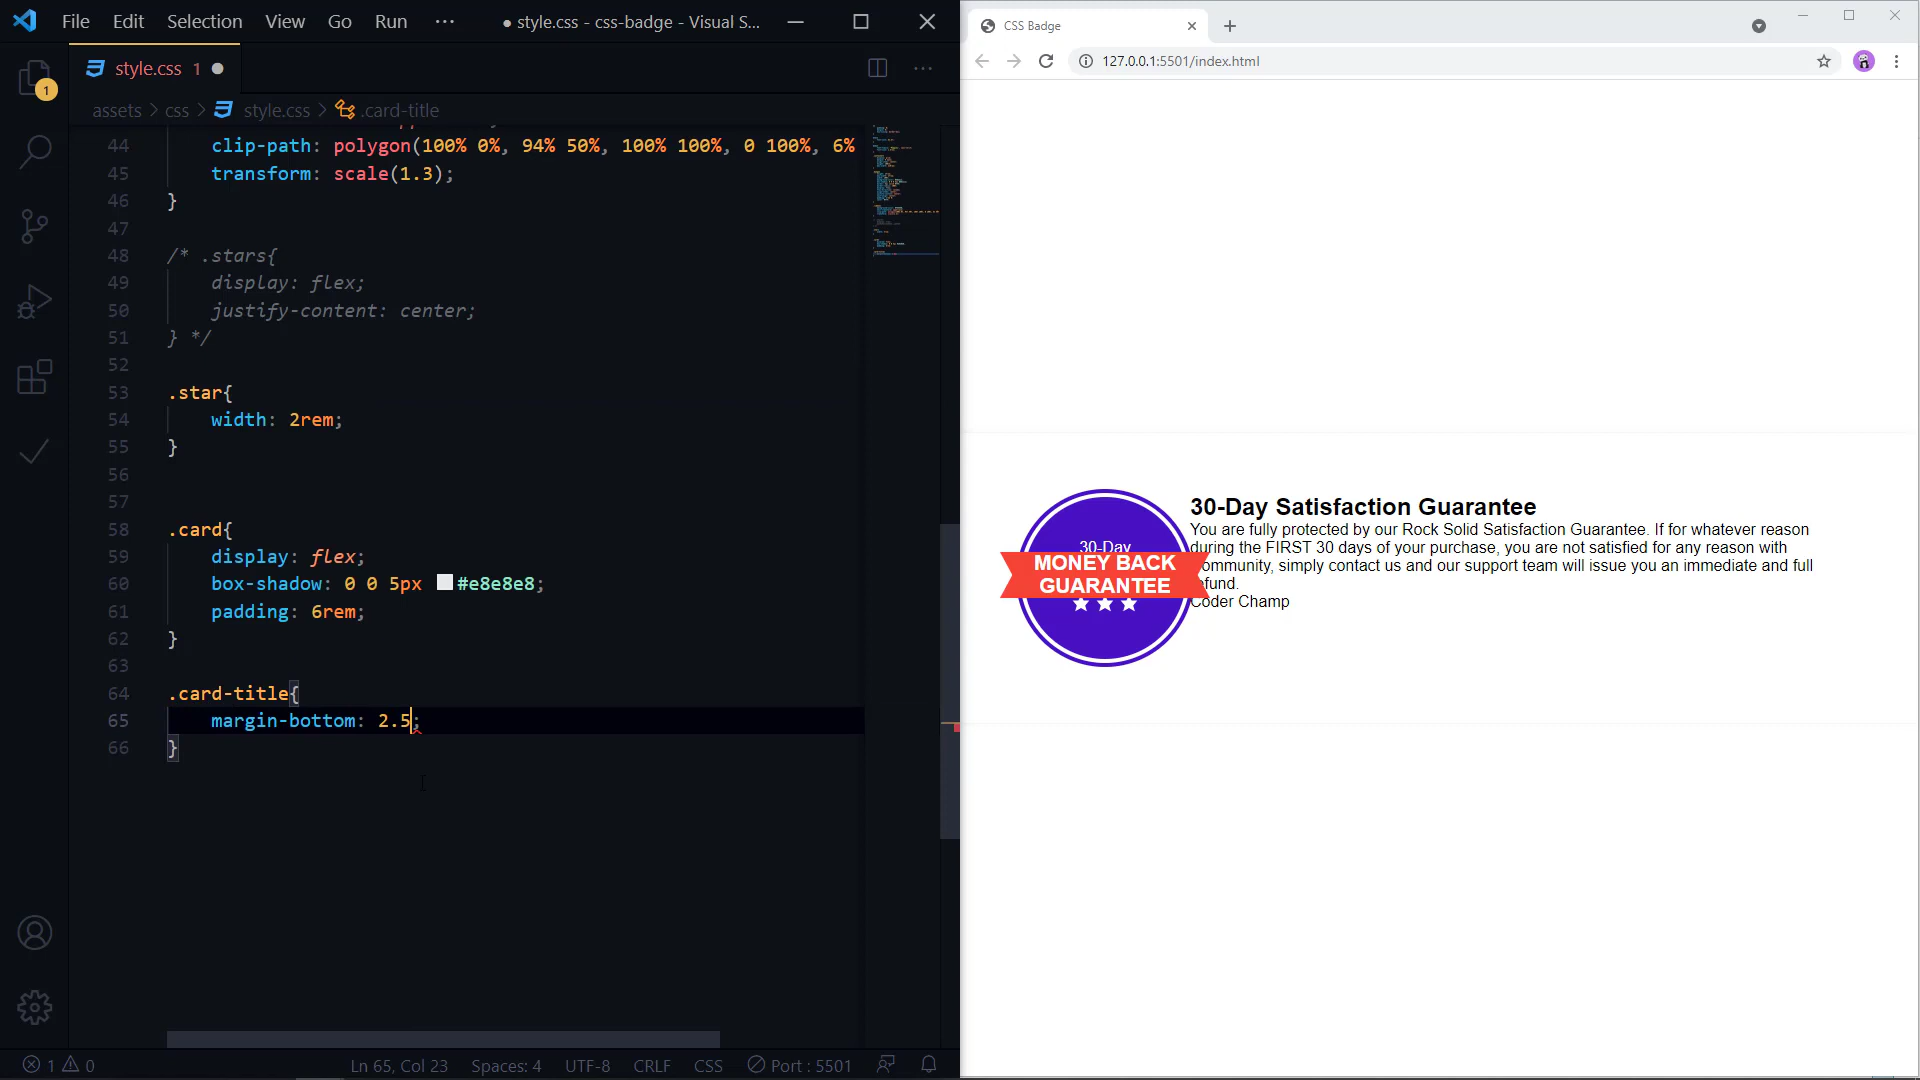 File Edit Selection View Go Run ··· ● style.css - css-badge - Visual S...
style.css 1 ●
assets > css > style.css > .card-title
1
44 clip-path: polygon(100% 0%, 94% 50%, 100% 100%, 0 100%, 6%
45 transform: scale(1.3);
46 }
47
48 /* .stars{
49 display: flex;
50 justify-content: center;
51 } */
52
53 .star{
54 width: 2rem;
55 }
56
57
58 .card{
59 display: flex;
60 box-shadow: 0 0 5px #e8e8e8;
61 padding: 6rem;
62 }
63
64 .card-title{
65 margin-bottom: 2.5;
66 }
1 0 Ln 65, Col 23 Spaces: 4 UTF-8 CRLF CSS Port : 5501
CSS Badge
127.0.0.1:5501/index.html
30-Day
MONEY BACK
GUARANTEE
30-Day Satisfaction Guarantee
You are fully protected by our Rock Solid Satisfaction Guarantee. If for whatever reason
during the FIRST 30 days of your purchase, you are not satisfied for any reason with
ommunity, simply contact us and our support team will issue you an immediate and full
fund.
Coder Champ